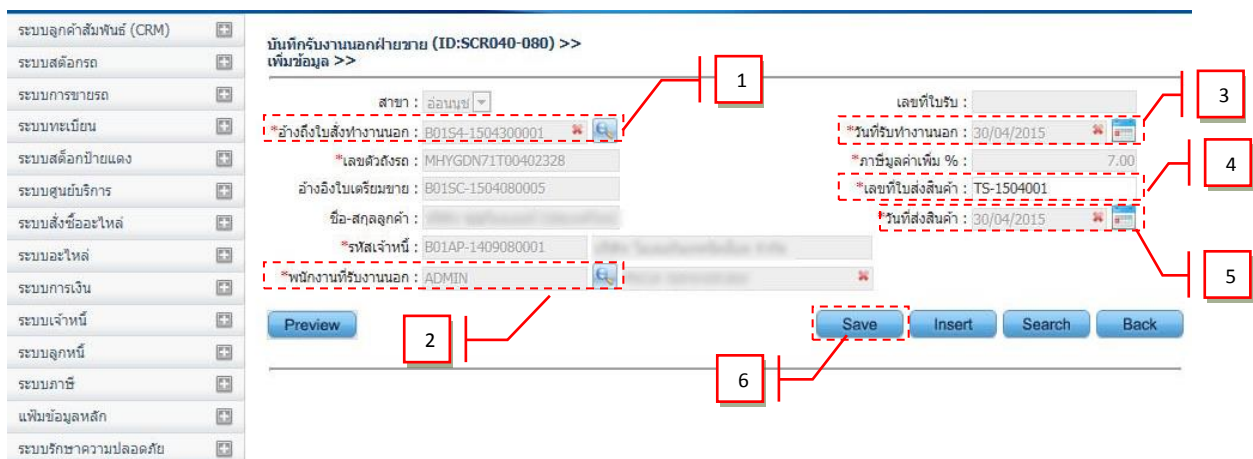 ระบบลูกค้าสัมพันธ์ (CRM)
ระบบสต๊อกรถ
ระบบการขายรถ
ระบบทะเบียน
ระบบสต็อกป้ายแดง
ระบบศูนย์บริการ
ระบบสั่งซื้ออะไหล่
ระบบอะไหล่
ระบบการเงิน
ระบบเจ้าหนี้
ระบบลูกหนี้
ระบบภาษี
แฟ้มข้อมูลหลัก
ระบบรักษาความปลอดภัย
บันทึกรับงานนอกฝ่ายขาย (ID:SCR040-080) >>
เพิ่มข้อมูล >>
1
สาขา : อ่อนนุช
เลขที่ใบรับ :
3
*อ้างถึงใบสั่งทำงานนอก : B01S4-1504300001
*วันที่รับทำงานนอก : 30/04/2015
*เลขตัวถังรถ : MHYGDN71T00402328
*ภาษีมูลค่าเพิ่ม % : 7.00
4
อ้างอิงใบเตรียมขาย : B01SC-1504080005
*เลขที่ใบส่งสินค้า : TS-1504001
ชื่อ-สกุลลูกค้า :
*วันที่ส่งสินค้า : 30/04/2015
*รหัสเจ้าหนี้ : B01AP-1409080001
*พนักงานที่รับงานนอก : ADMIN
5
Preview
2
Save Insert Search Back
6